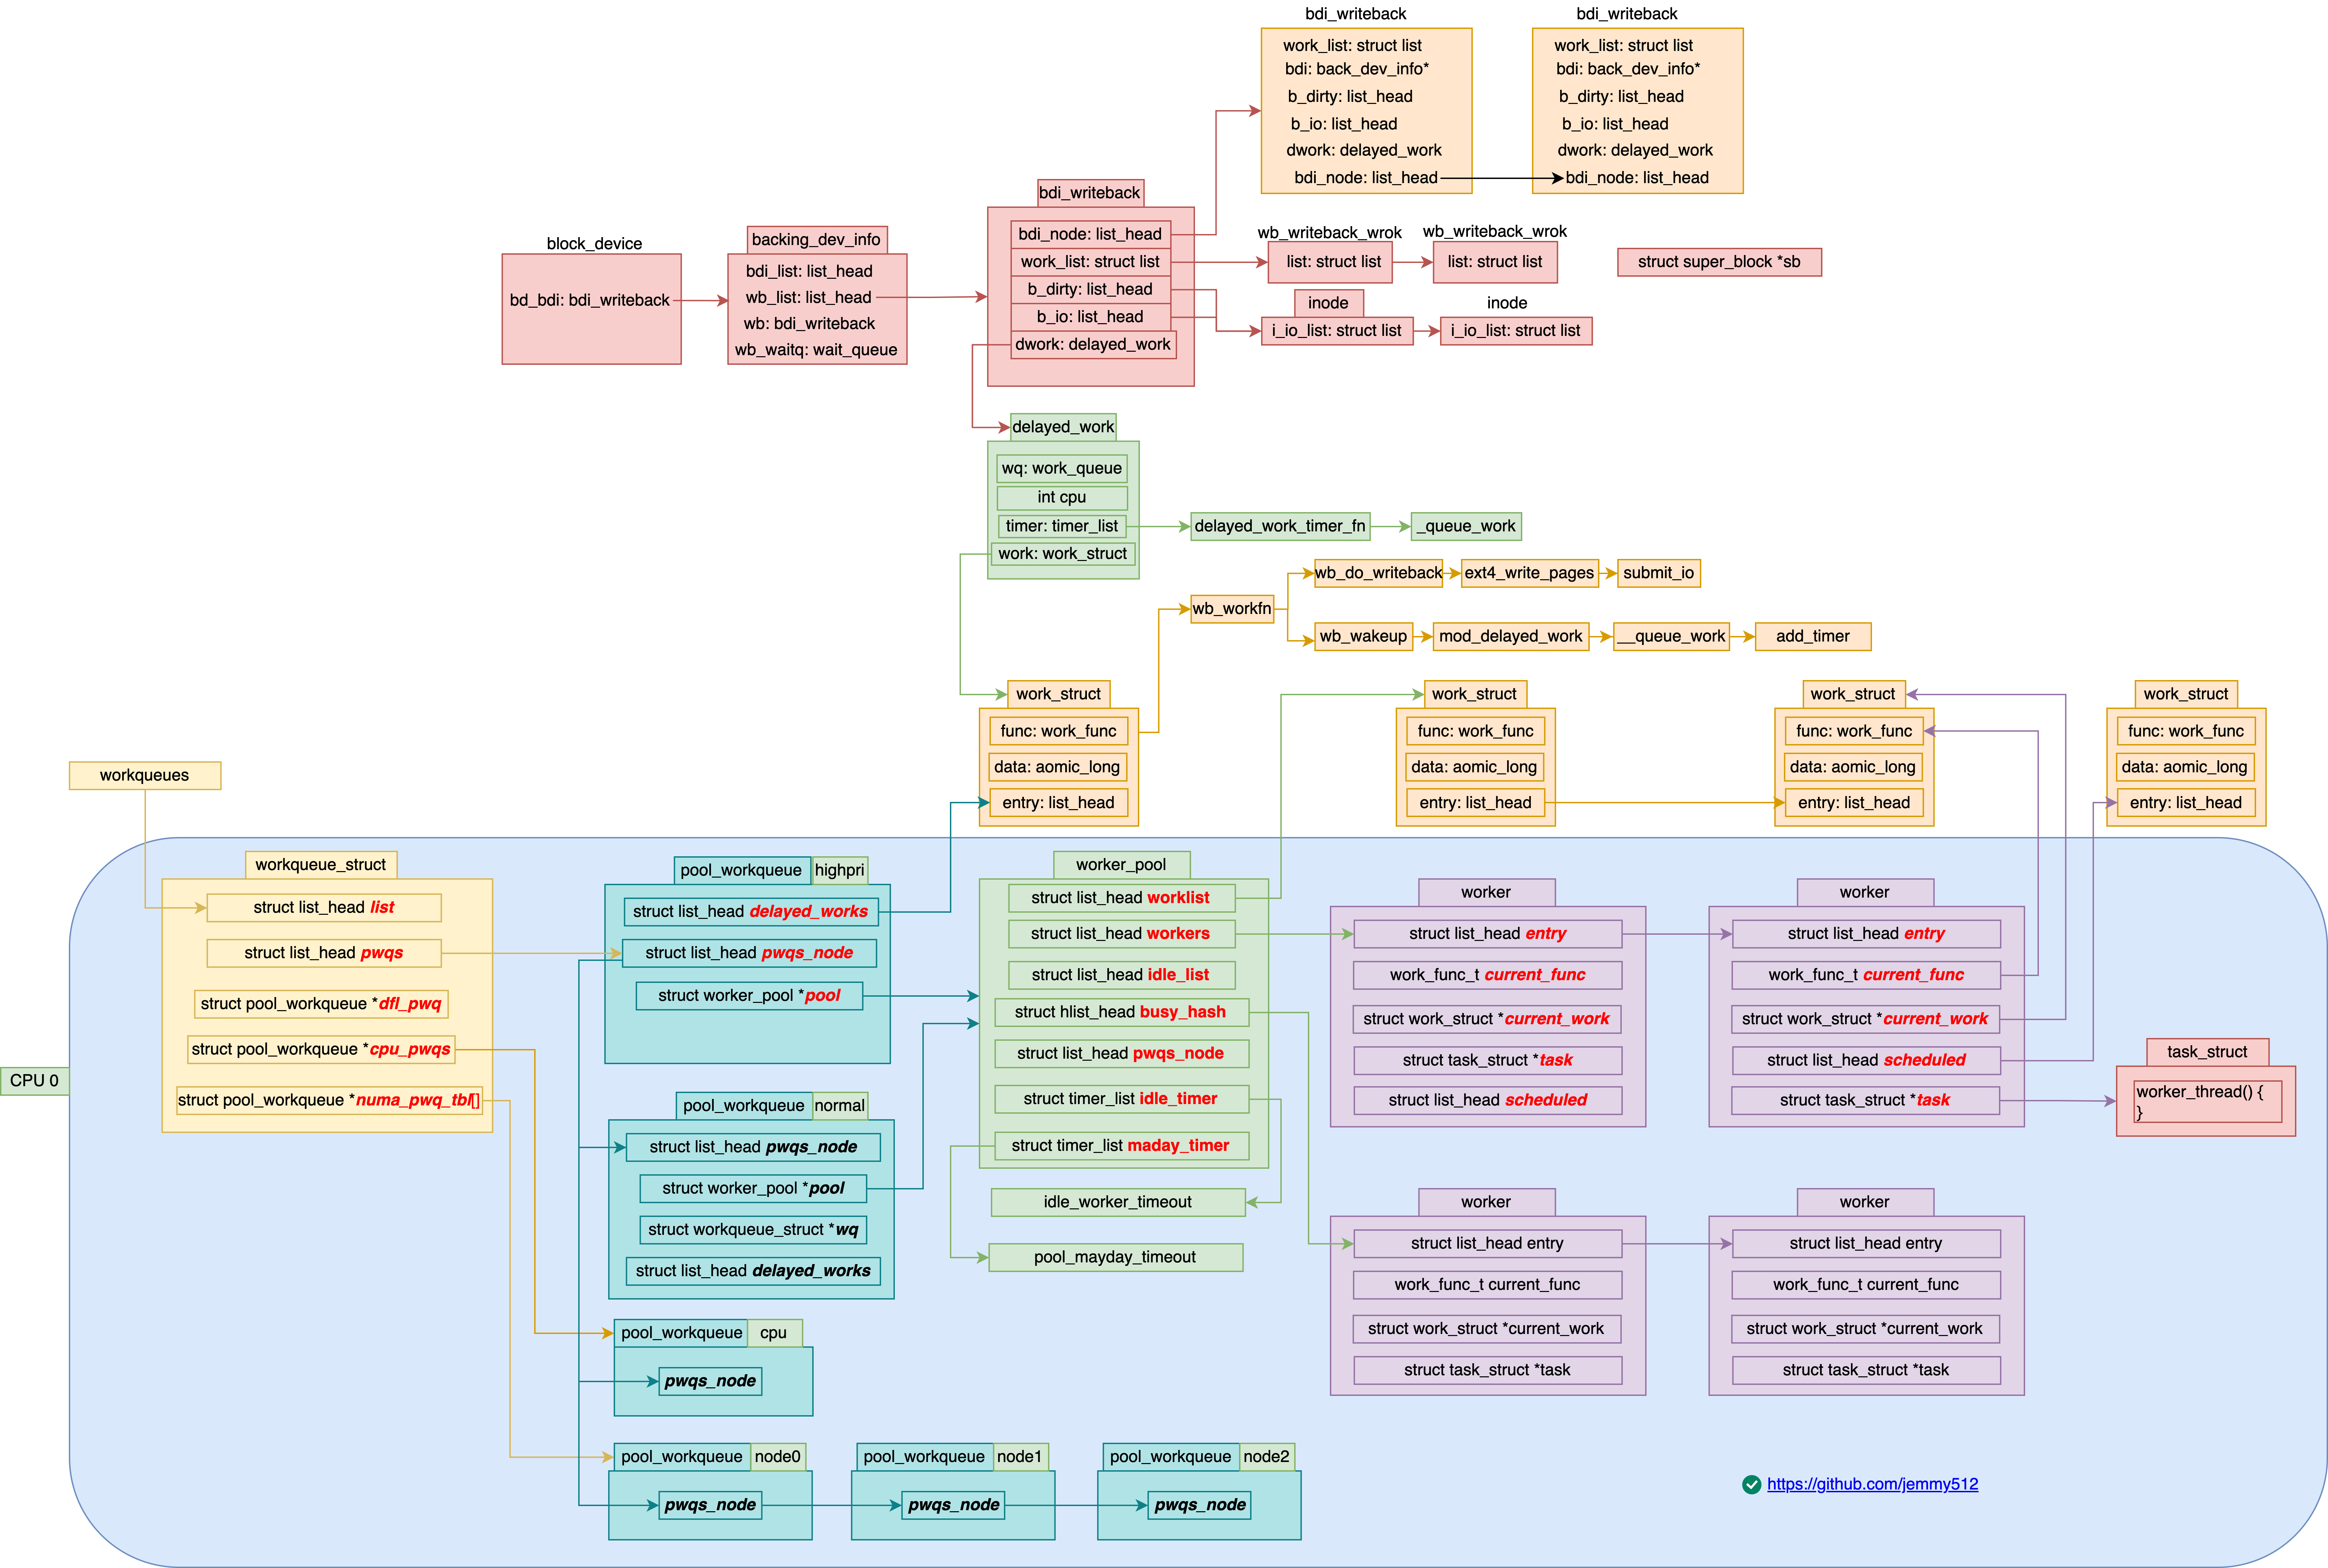 bdi_writeback
work_list: struct list
bdi: back_dev_info*
b_dirty: list_head
b_io: list_head
dwork: delayed_work
bdi_node: list_head
bdi_writeback
work_list: struct list
bdi: back_dev_info*
b_dirty: list_head
b_io: list_head
dwork: delayed_work
bdi_node: list_head
block_device
bd_bdi: bdi_writeback
backing_dev_info
bdi_list: list_head
wb_list: list_head
wb: bdi_writeback
wb_waitq: wait_queue
bdi_writeback
bdi_node: list_head
work_list: struct list
b_dirty: list_head
b_io: list_head
dwork: delayed_work
wb_writeback_wrok
list: struct list
wb_writeback_wrok
list: struct list
struct super_block *sb
inode
i_io_list: struct list
inode
i_io_list: struct list
delayed_work
wq: work_queue
int cpu
timer: timer_list
work: work_struct
delayed_work_timer_fn
_queue_work
wb_workfn
wb_do_writeback
ext4_write_pages
submit_io
wb_wakeup
mod_delayed_work
__queue_work
add_timer
work_struct
func: work_func
data: aomic_long
entry: list_head
work_struct
func: work_func
data: aomic_long
entry: list_head
work_struct
func: work_func
data: aomic_long
entry: list_head
work_struct
func: work_func
data: aomic_long
entry: list_head
workqueues
CPU 0
workqueue_struct
struct list_head list
struct list_head pwqs
struct pool_workqueue *dfl_pwq
struct pool_workqueue *cpu_pwqs
struct pool_workqueue *numa_pwq_tbl[]
pool_workqueue
highpri
struct list_head delayed_works
struct list_head pwqs_node
struct worker_pool *pool
pool_workqueue
normal
struct list_head pwqs_node
struct worker_pool *pool
struct workqueue_struct *wq
struct list_head delayed_works
pool_workqueue
cpu
pwqs_node
pool_workqueue
node0
pwqs_node
pool_workqueue
node1
pwqs_node
pool_workqueue
node2
pwqs_node
worker_pool
struct list_head worklist
struct list_head workers
struct list_head idle_list
struct hlist_head busy_hash
struct list_head pwqs_node
struct timer_list idle_timer
struct timer_list maday_timer
idle_worker_timeout
pool_mayday_timeout
worker
struct list_head entry
work_func_t current_func
struct work_struct *current_work
struct task_struct *task
struct list_head scheduled
worker
struct list_head entry
work_func_t current_func
struct work_struct *current_work
struct list_head scheduled
struct task_struct *task
task_struct
worker_thread() {
}
worker
struct list_head entry
work_func_t current_func
struct work_struct *current_work
struct task_struct *task
worker
struct list_head entry
work_func_t current_func
struct work_struct *current_work
struct task_struct *task
https://github.com/jemmy512